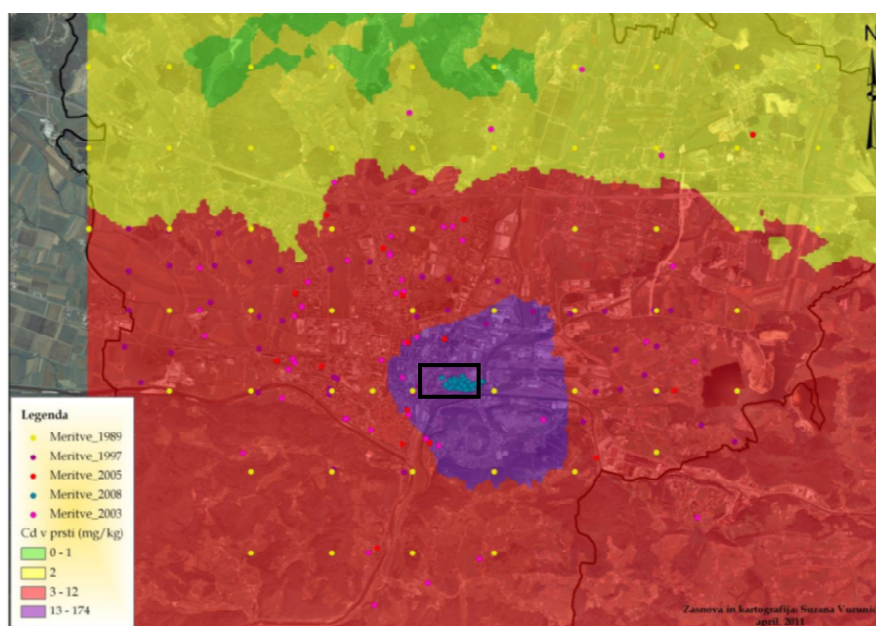 N
Legenda
Meritve_1989
Meritve_1997
Meritve_2005
Meritve_2008
Meritve_2003
Cd v prsti (mg/kg)
0 - 1
2
3 - 12
13 - 174
Zasnova in kartografija: Suzana Vurunić
april, 2011